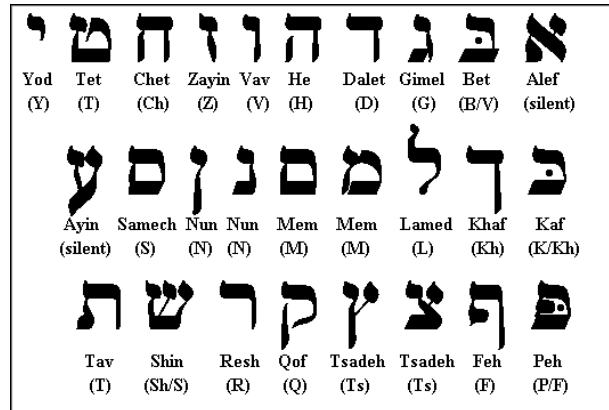 א בּ ג ד ה ו ז ח ט י
Yod Tet Chet Zayin Vav He Dalet Gimel Bet Alef
(Y) (T) (Ch) (Z) (V) (H) (D) (G) (B/V) (silent)
כּ ך ל מ ם נ ן ס ע
Ayin Samech Nun Nun Mem Mem Lamed Khaf Kaf
(silent) (S) (N) (N) (M) (M) (L) (Kh) (K/Kh)
פּ ף צ ץ ק ר ש ת
Tav Shin Resh Qof Tsadeh Tsadeh Feh Peh
(T) (Sh/S) (R) (Q) (Ts) (Ts) (F) (P/F)